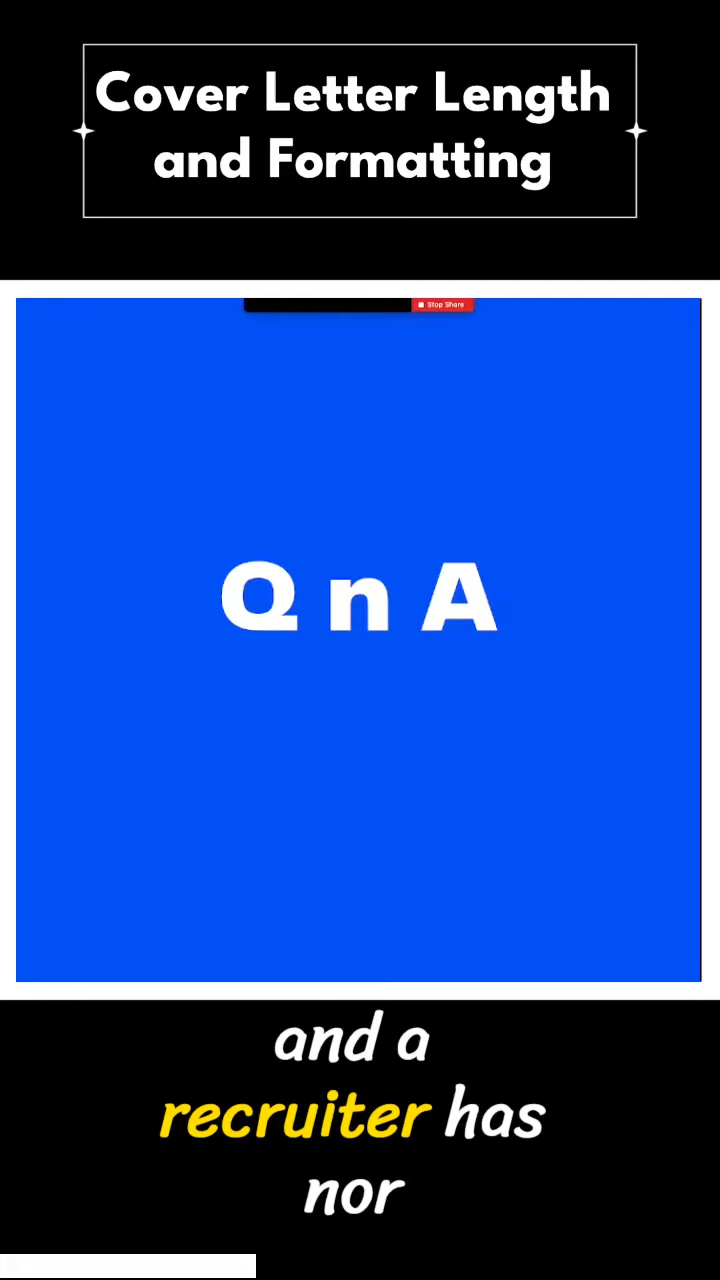 Cover Letter Length
and Formatting
Stop Share
Q n A
and a
recruiter has
nor